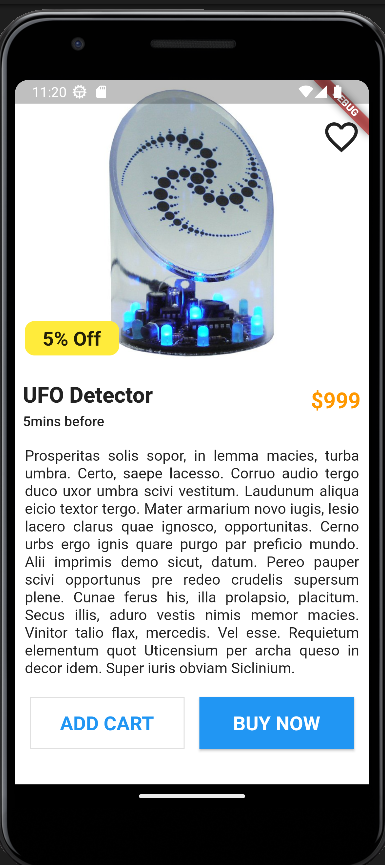 11:20
DEBUG
5% Off
UFO Detector
$999
5mins before
Prosperitas solis sopor, in lemma macies, turba
umbra. Certo, saepe lacesso. Corruo audio tergo
duco uxor umbra scivi vestitum. Laudunum aliqua
eicio textor tergo. Mater armarium novo iugis, lesio
lacero clarus quae ignosco, opportunitas. Cerno
urbs ergo ignis quare purgo par preficio mundo.
Alii imprimis demo sicut, datum. Pereo pauper
scivi opportunus pre redeo crudelis supersum
plene. Cunae ferus his, illa prolapsio, placitum.
Secus illis, aduro vestis nimis memor macies.
Vinitor talio flax, mercedis. Vel esse. Requietum
elementum quot Uticensium per archa queso in
decor idem. Super iuris obviam Siclinium.
ADD CART
BUY NOW